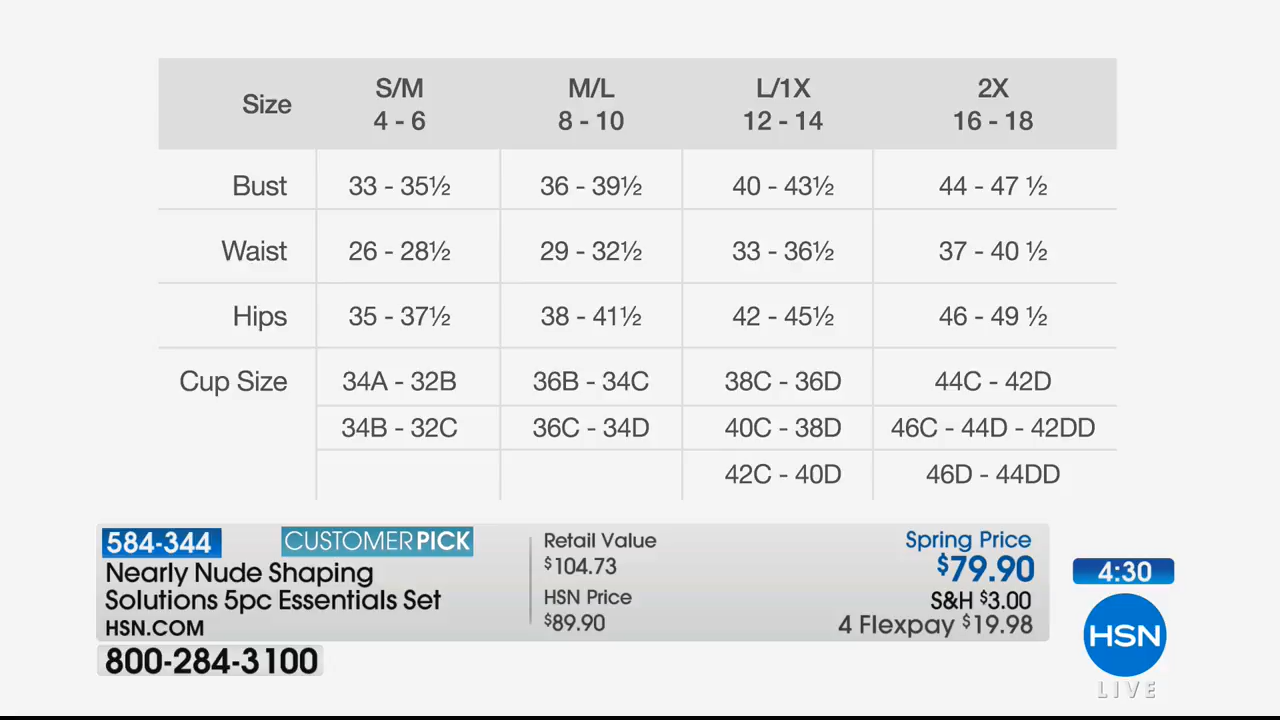 Size S/M M/L L/1X 2X
4 - 6 8 - 10 12 - 14 16 - 18
Bust 33 - 35½ 36 - 39½ 40 - 43½ 44 - 47 ½
Waist 26 - 28½ 29 - 32½ 33 - 36½ 37 - 40 ½
Hips 35 - 37½ 38 - 41½ 42 - 45½ 46 - 49 ½
Cup Size 34A - 32B 36B - 34C 38C - 36D 44C - 42D
34B - 32C 36C - 34D 40C - 38D 46C - 44D - 42DD
42C - 40D 46D - 44DD
584-344 CUSTOMERPICK
Nearly Nude Shaping
Solutions 5pc Essentials Set
HSN.COM
800-284-3100
Retail Value
$104.73
HSN Price
$89.90
Spring Price
$79.90
S&H $3.00
4 Flexpay $19.98
4:30
HSN
LIVE